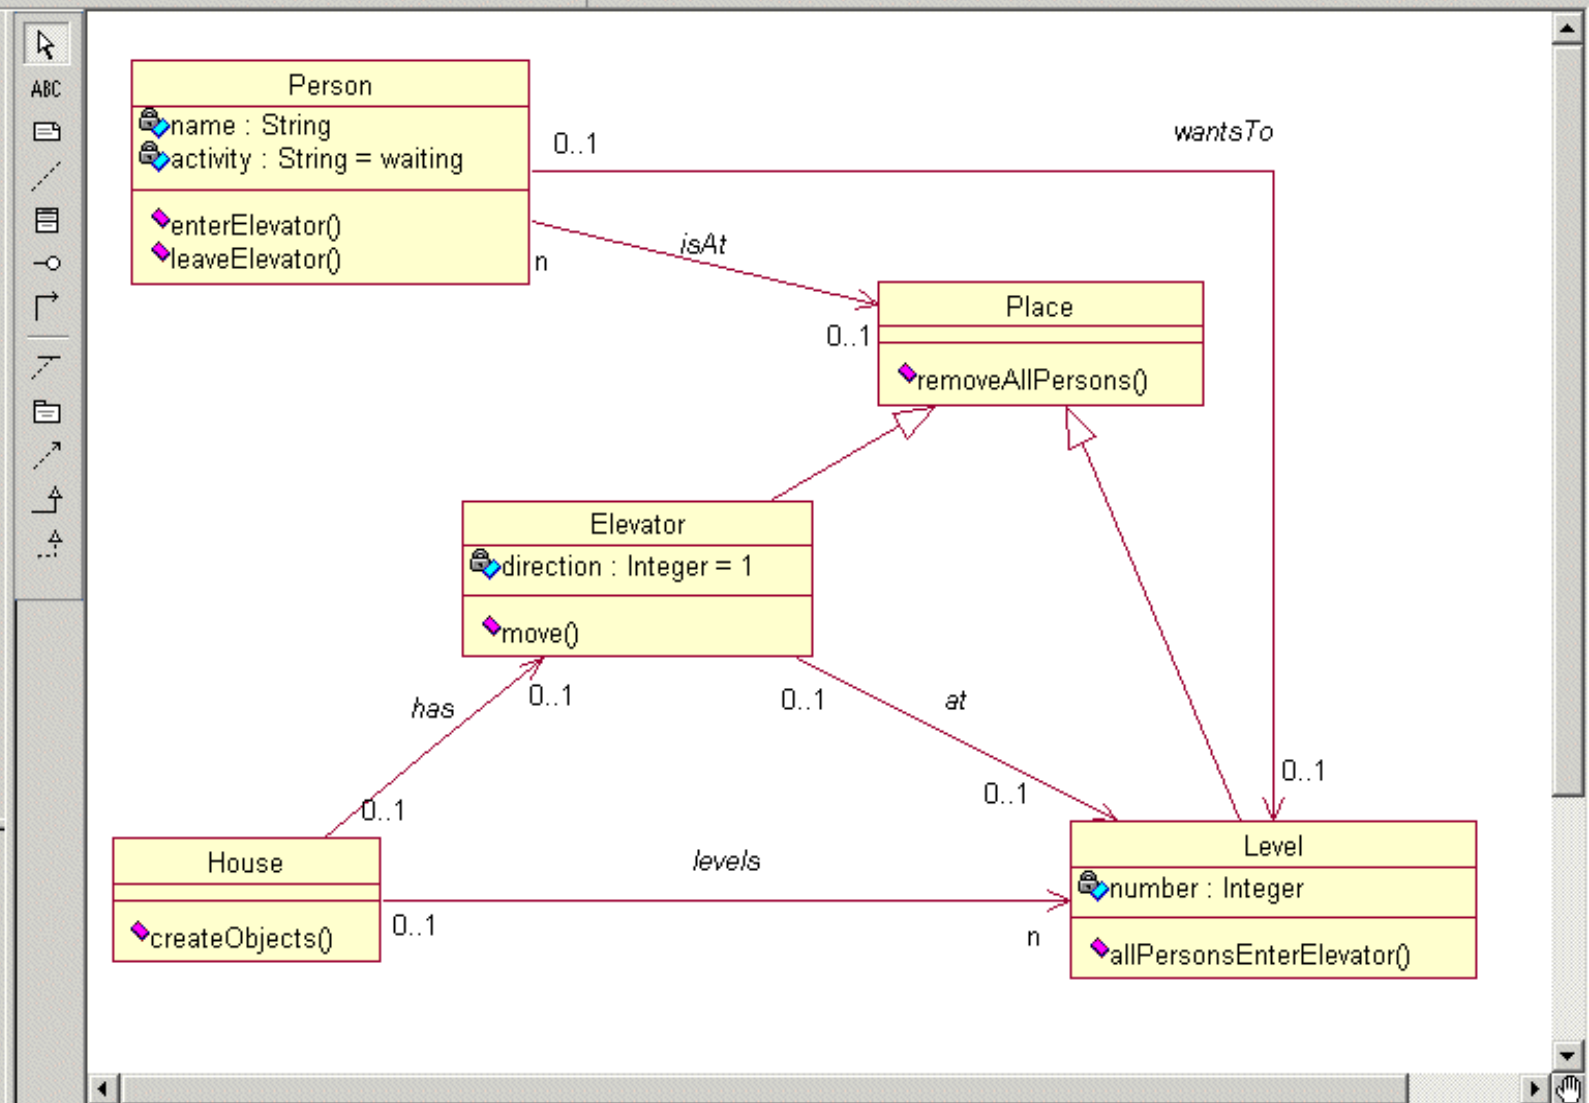 ABC
Person
name : String
activity : String = waiting
enterElevator()
leaveElevator()
0..1
wantsTo
isAt
n
0..1
Place
removeAllPersons()
Elevator
direction : Integer = 1
move()
has
0..1
0..1
at
0..1
0..1
0..1
House
createObjects()
levels
0..1
n
Level
number : Integer
allPersonsEnterElevator()